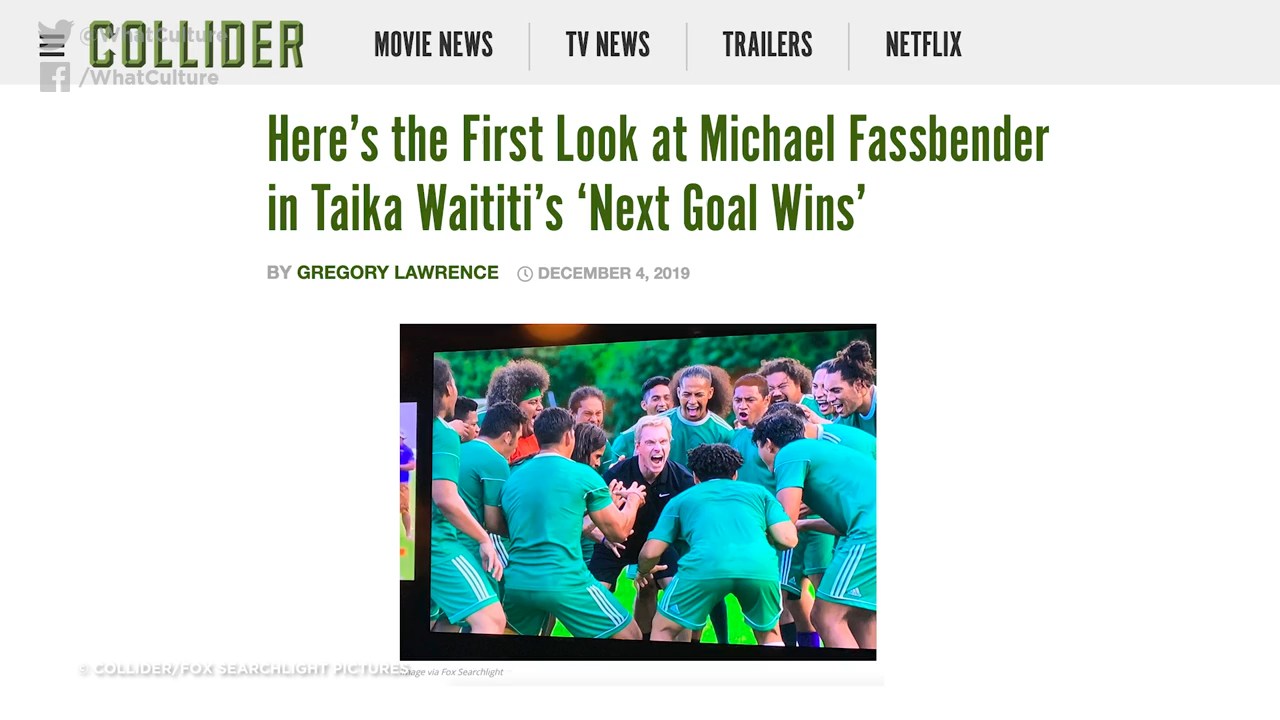 @WhatCulture
COLLIDER
MOVIE NEWS
TV NEWS
TRAILERS
NETFLIX
/WhatCulture
Here's the First Look at Michael Fassbender
in Taika Waititi's ‘Next Goal Wins’
BY GREGORY LAWRENCE DECEMBER 4, 2019
© COLLIDER/FOX SEARCHLIGHT PICTURES
Image via Fox Searchlight